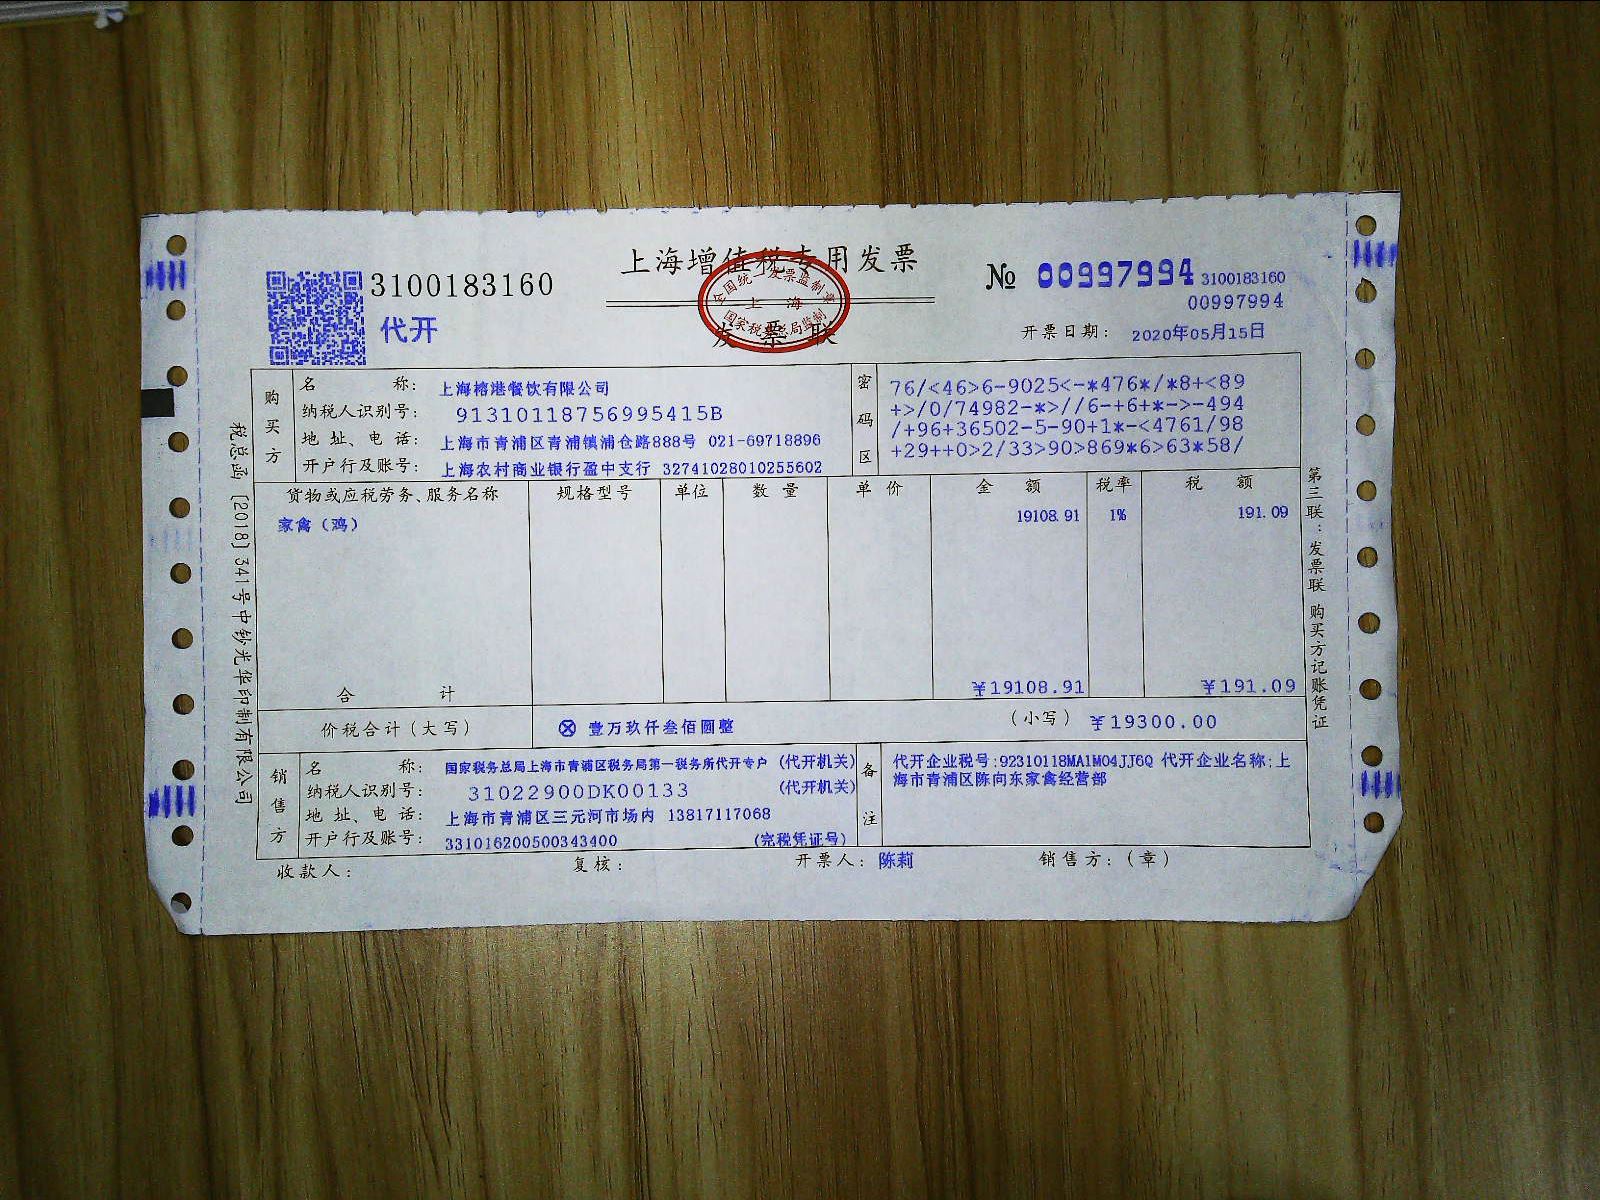 上海增值税专用发票
3100183160
№ 00997994 3100183160
00997994
代开
全国统一发票监制章
上海
国家税务总局监制
发票联
开票日期: 2020年05月15日
购买方
名 称: 上海榕港餐饮有限公司
纳税人识别号: 91310118756995415B
地址、电话: 上海市青浦区青浦镇浦仓路888号 021-69718896
开户行及账号: 上海农村商业银行盈中支行 32741028010255602
密码区
76/<46>6-9025<-*476*/*8+<89
+>/0/74982-*>//6-+6+*->-494
/+96+36502-5-90+1*-<4761/98
+29++0>2/33>90>869*6>63*58/
货物或应税劳务、服务名称 规格型号 单位 数量 单价 金额 税率 税额
家禽（鸡） 19108.91 1% 191.09
合计 ¥19108.91 ¥191.09
价税合计(大写) ⊗ 壹万玖仟叁佰圆整 (小写) ¥19300.00
销售方
名 称: 国家税务总局上海市青浦区税务局第一税务所代开专户 (代开机关)
纳税人识别号: 31022900DK00133 (代开机关)
地址、电话: 上海市青浦区三元河市场内 13817117068
开户行及账号: 331016200500343400 (完税凭证号)
备注
代开企业税号:92310118MA1M04JJ6Q 代开企业名称:上
海市青浦区陈向东家禽经营部
收款人: 复核: 开票人: 陈莉 销售方:(章)
税总函〔2018〕341号中钞光华印制有限公司
第三联:发票联 购买方记账凭证